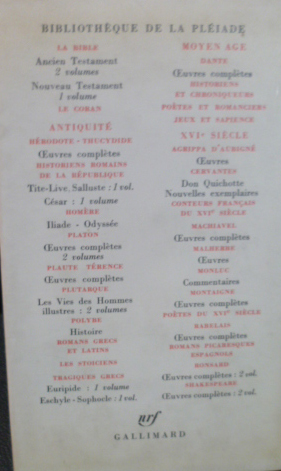 BIBLIOTHÈQUE DE LA PLÉIADE
LA BIBLE
Ancien Testament
2 volumes
Nouveau Testament
1 volume
LE CORAN
ANTIQUITÉ
HÉRODOTE - THUCYDIDE
Œuvres complètes
HISTORIENS ROMAINS
DE LA RÉPUBLIQUE
Tite-Live, Salluste : 1 vol.
César : 1 volume
HOMÈRE
Iliade - Odyssée
PLATON
Œuvres complètes
2 volumes
PLAUTE TÉRENCE
Œuvres complètes
PLUTARQUE
Les Vies des Hommes
illustres : 2 volumes
POLYBE
Histoire
ROMANS GRECS
ET LATINS
LES STOÏCIENS
TRAGIQUES GRECS
Euripide : 1 volume
Eschyle - Sophocle : 1 vol.
MOYEN AGE
DANTE
Œuvres complètes
HISTORIENS
ET CHRONIQUEURS
POÈTES ET ROMANCIERS
JEUX ET SAPIENCE
XVIe SIÈCLE
AGRIPPA D'AUBIGNÉ
Œuvres
CERVANTES
Don Quichotte
Nouvelles exemplaires
CONTEURS FRANÇAIS
DU XVIe SIÈCLE
MACHIAVEL
Œuvres complètes
MALHERBE
Œuvres
MONLUC
Commentaires
MONTAIGNE
Œuvres complètes
POÈTES DU XVIe SIÈCLE
RABELAIS
Œuvres complètes
ROMANS PICARESQUES
ESPAGNOLS
RONSARD
Œuvres complètes : 2 vol.
SHAKESPEARE
Œuvres complètes : 2 vol.
nrf
GALLIMARD